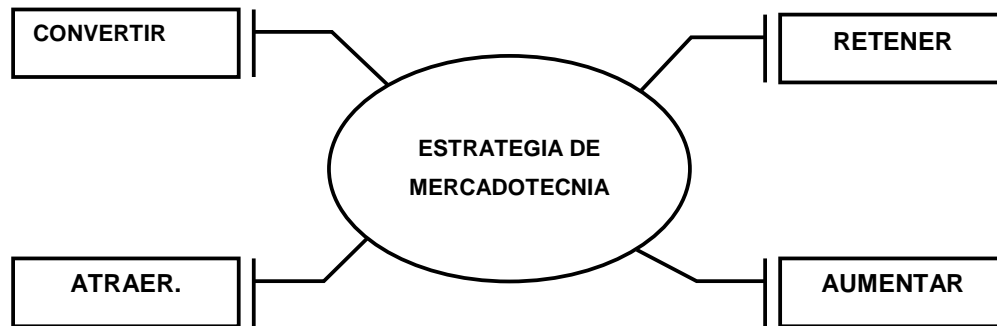 CONVERTIR
RETENER
ESTRATEGIA DE
MERCADOTECNIA
ATRAER.
AUMENTAR